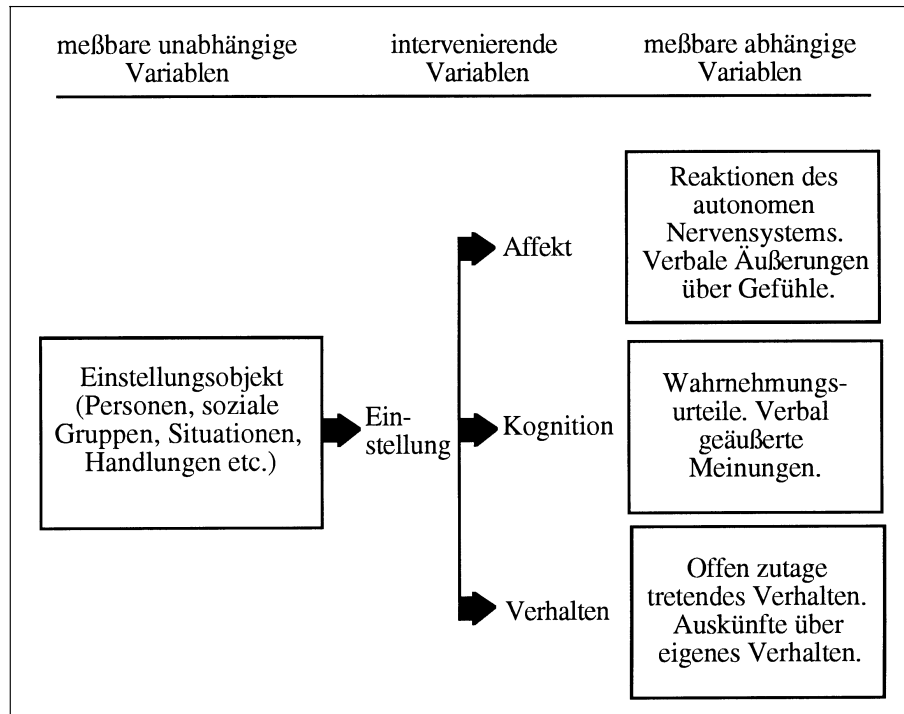 meßbare unabhängige
Variablen
intervenierende
Variablen
meßbare abhängige
Variablen
Einstellungsobjekt
(Personen, soziale
Gruppen, Situationen,
Handlungen etc.)
Ein-
stellung
Affekt
Reaktionen des
autonomen
Nervensystems.
Verbale Äußerungen
über Gefühle.
Kognition
Wahrnehmungs-
urteile. Verbal
geäußerte
Meinungen.
Verhalten
Offen zutage
tretendes Verhalten.
Auskünfte über
eigenes Verhalten.